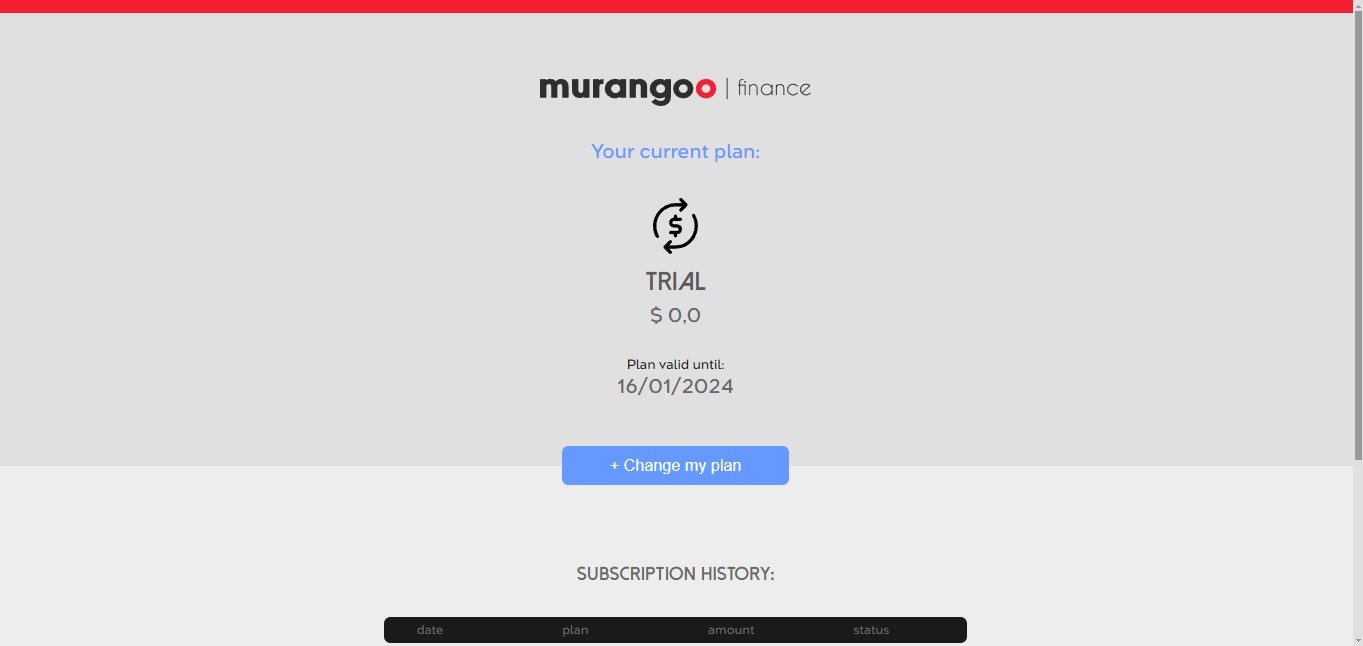 murangoo | finance
Your current plan:
$
TRIAL
$ 0,0
Plan valid until:
16/01/2024
+ Change my plan
SUBSCRIPTION HISTORY:
date plan amount status